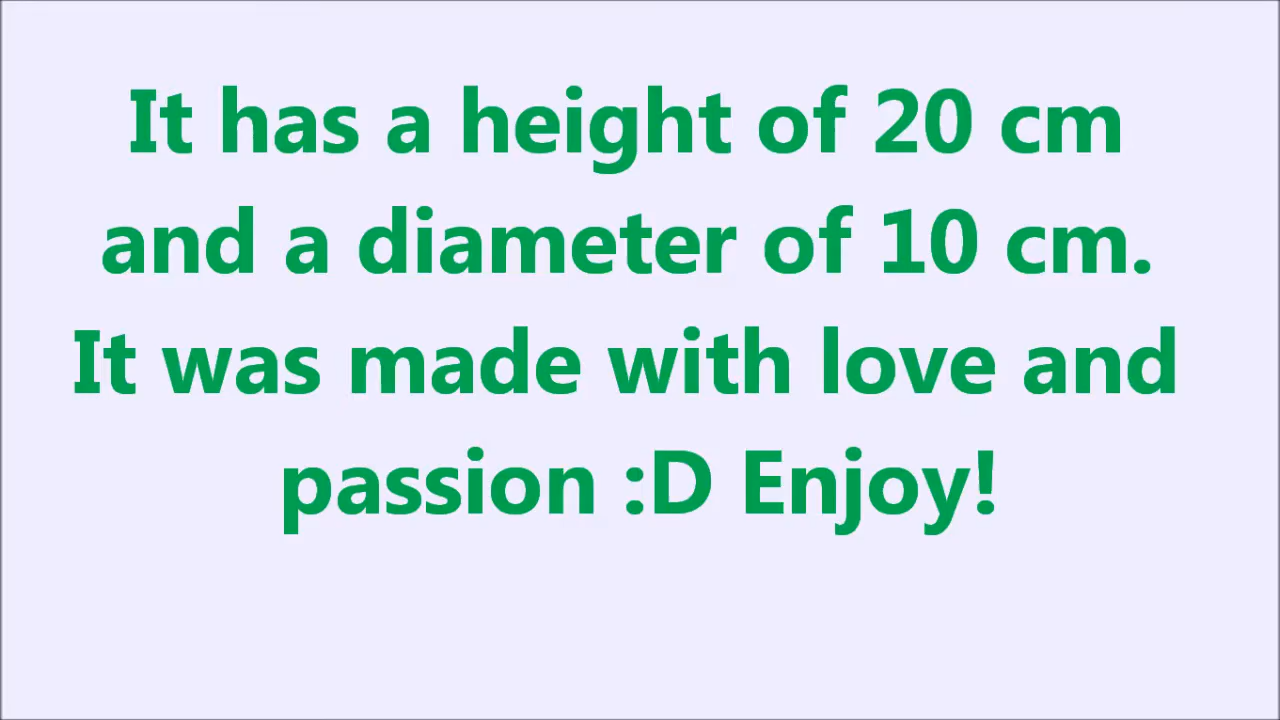 It has a height of 20 cm
and a diameter of 10 cm.
It was made with love and
passion :D Enjoy!